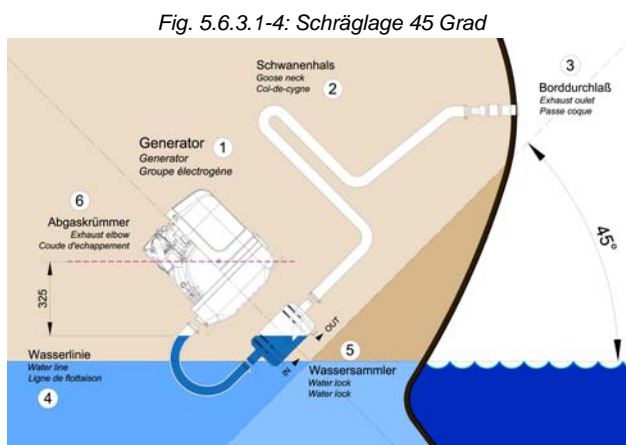 Fig. 5.6.3.1-4: Schräglage 45 Grad
Schwanenhals
Goose neck
Col-de-cygne
2
3
Borddurchlaß
Exhaust oulet
Passe coque
Generator
Generator
Groupe électrogène
1
6
Abgaskrümmer
Exhaust elbow
Coude d'echappement
325
45°
OUT
IN
5
Wassersammler
Water lock
Water lock
Wasserlinie
Water line
Ligne de flottaison
4